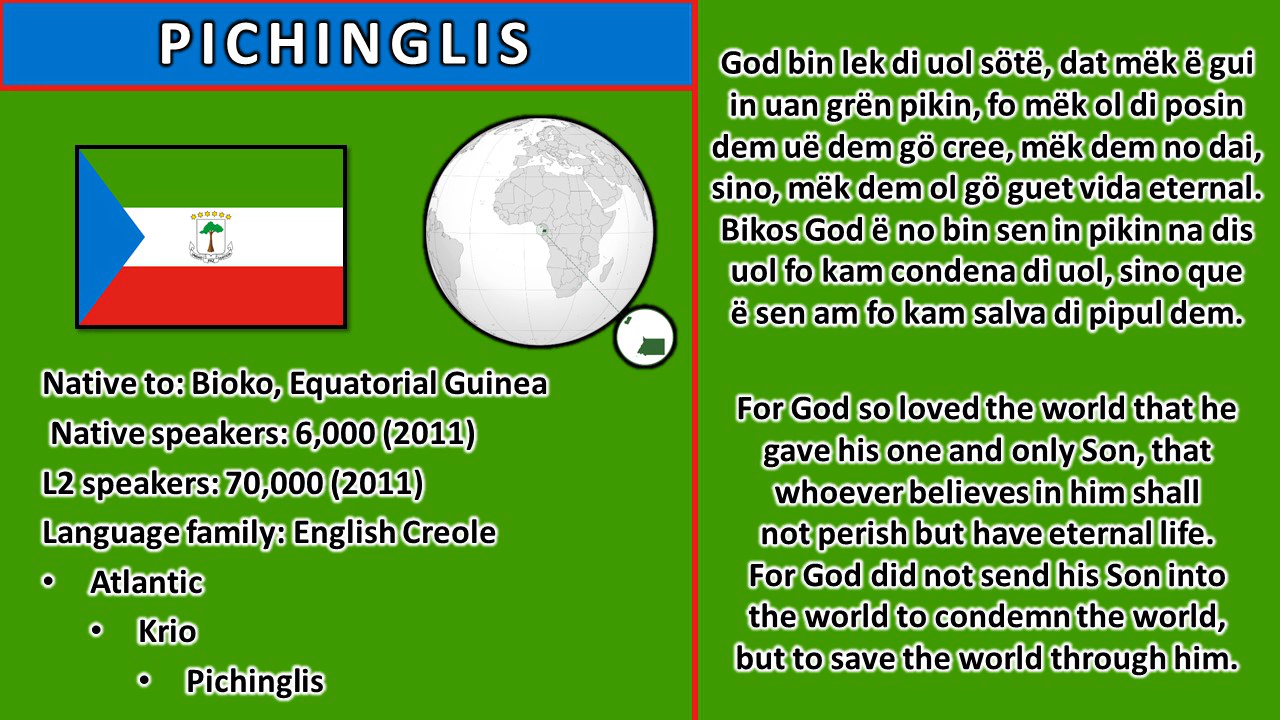 PICHINGLIS
Native to: Bioko, Equatorial Guinea
Native speakers: 6,000 (2011)
L2 speakers: 70,000 (2011)
Language family: English Creole
• Atlantic
• Krio
• Pichinglis
God bin lek di uol sötë, dat mëk ë gui
in uan grën pikin, fo mëk ol di posin
dem uë dem gö cree, mëk dem no dai,
sino, mëk dem ol gö guet vida eternal.
Bikos God ë no bin sen in pikin na dis
uol fo kam condena di uol, sino que
ë sen am fo kam salva di pipul dem.
For God so loved the world that he
gave his one and only Son, that
whoever believes in him shall
not perish but have eternal life.
For God did not send his Son into
the world to condemn the world,
but to save the world through him.